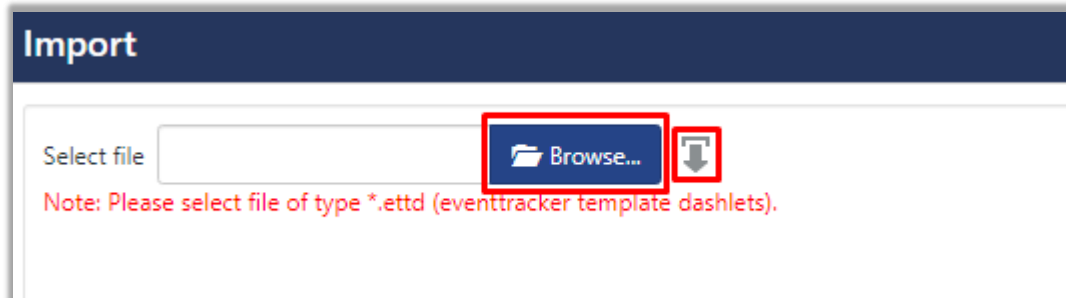 Import
Select file Browse...
Note: Please select file of type *.ettd (eventtracker template dashlets).